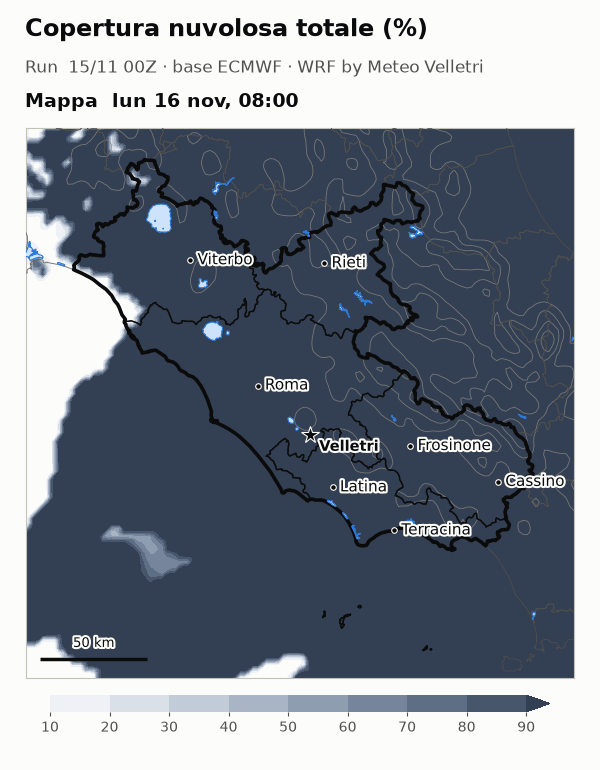 Copertura nuvolosa totale (%)
Run 15/11 00Z · base ECMWF · WRF by Meteo Velletri
Mappa lun 16 nov, 08:00
Viterbo
Rieti
Roma
Velletri
Frosinone
Latina
Cassino
Terracina
50 km
10 20 30 40 50 60 70 80 90